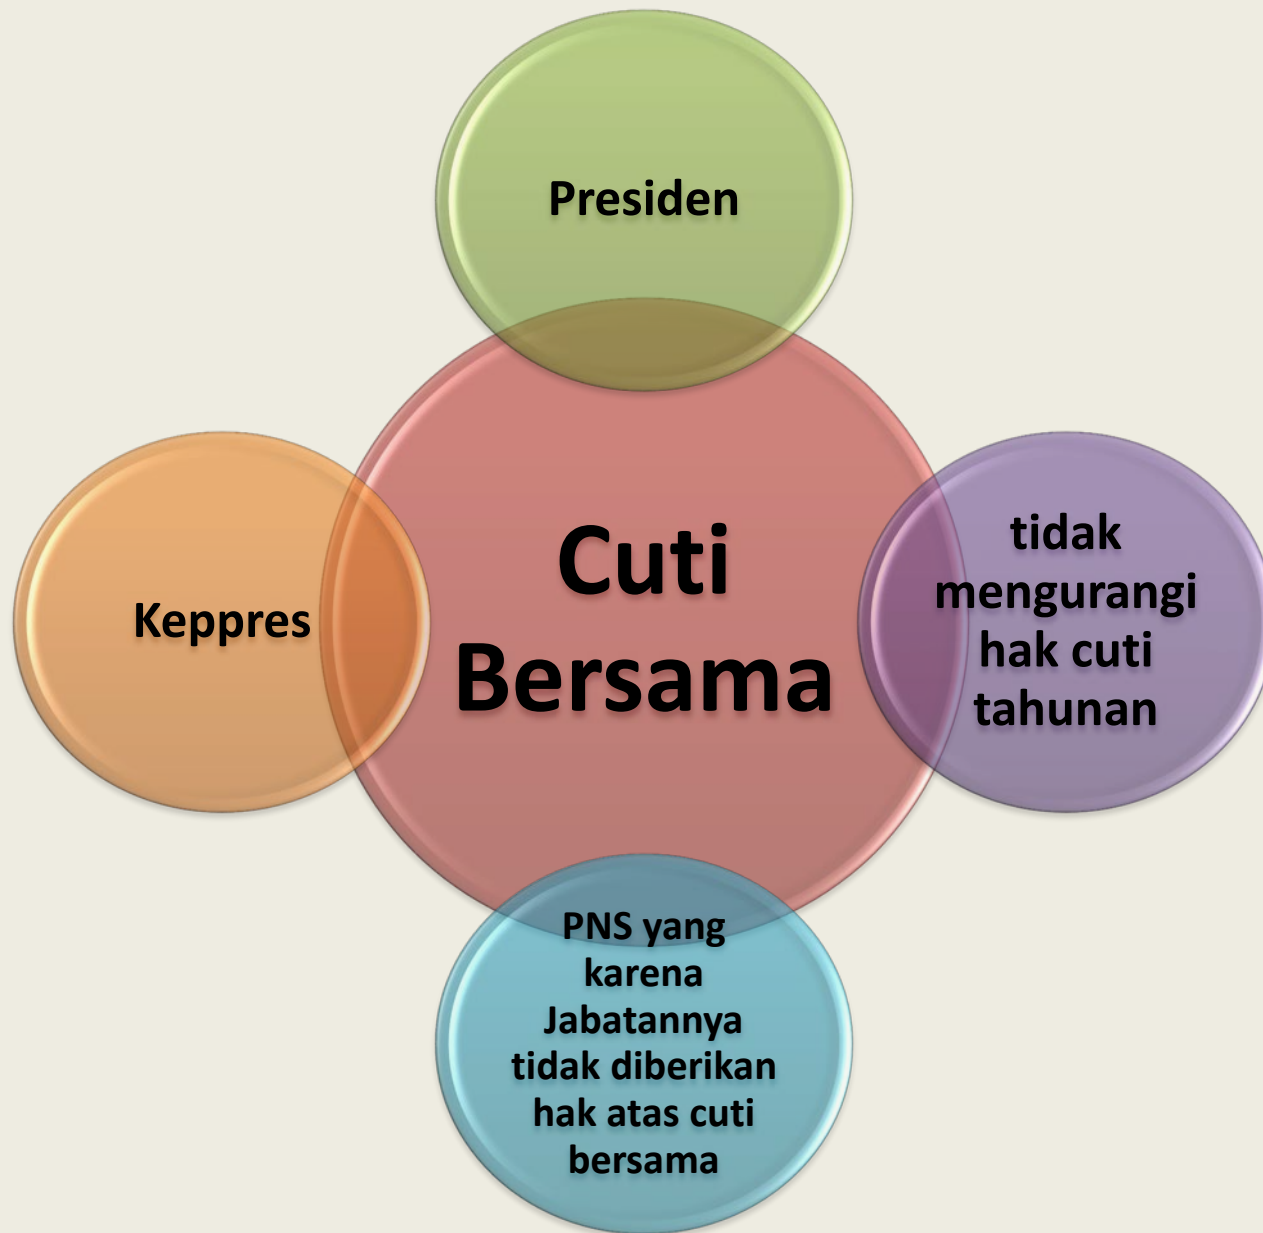 Presiden
Keppres
Cuti
Bersama
tidak
mengurangi
hak cuti
tahunan
PNS yang
karena
Jabatannya
tidak diberikan
hak atas cuti
bersama